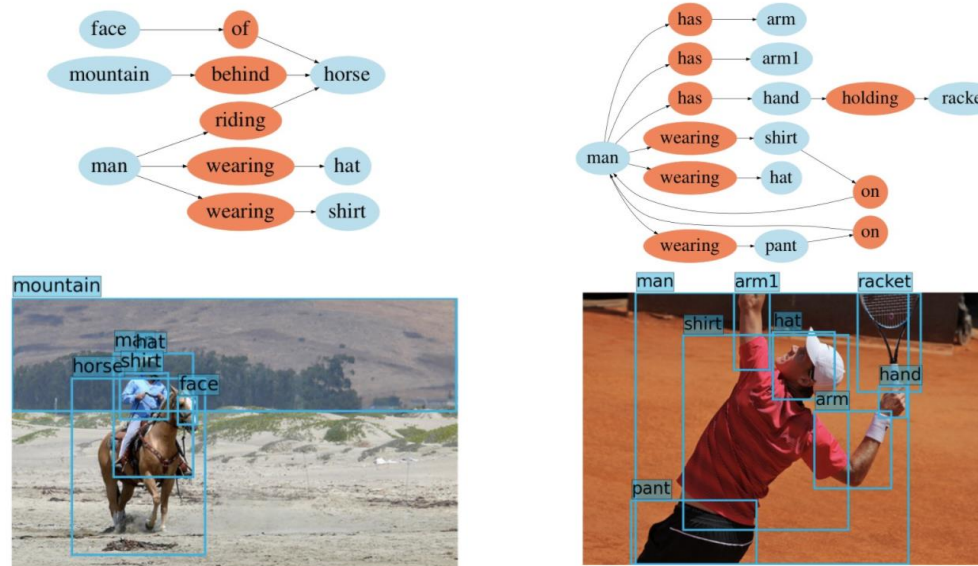 face of
mountain behind horse
riding
man wearing hat
wearing shirt
has arm
has arm1
has hand holding racke
wearing shirt
man
wearing hat
on
on
wearing pant
mountain
hat
shirt
horse
face
man arm1 racket
shirt hat
hand
arm
pant